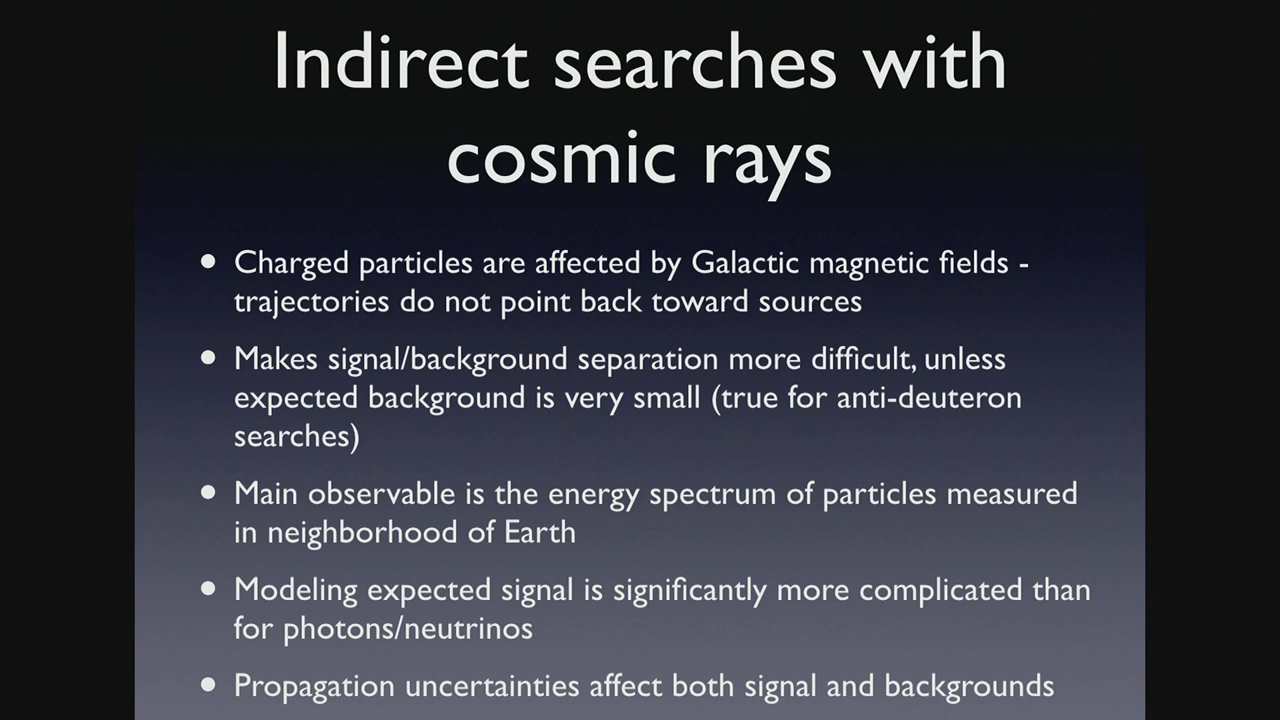 Indirect searches with
cosmic rays
• Charged particles are affected by Galactic magnetic fields -
trajectories do not point back toward sources
• Makes signal/background separation more difficult, unless
expected background is very small (true for anti-deuteron
searches)
• Main observable is the energy spectrum of particles measured
in neighborhood of Earth
• Modeling expected signal is significantly more complicated than
for photons/neutrinos
• Propagation uncertainties affect both signal and backgrounds